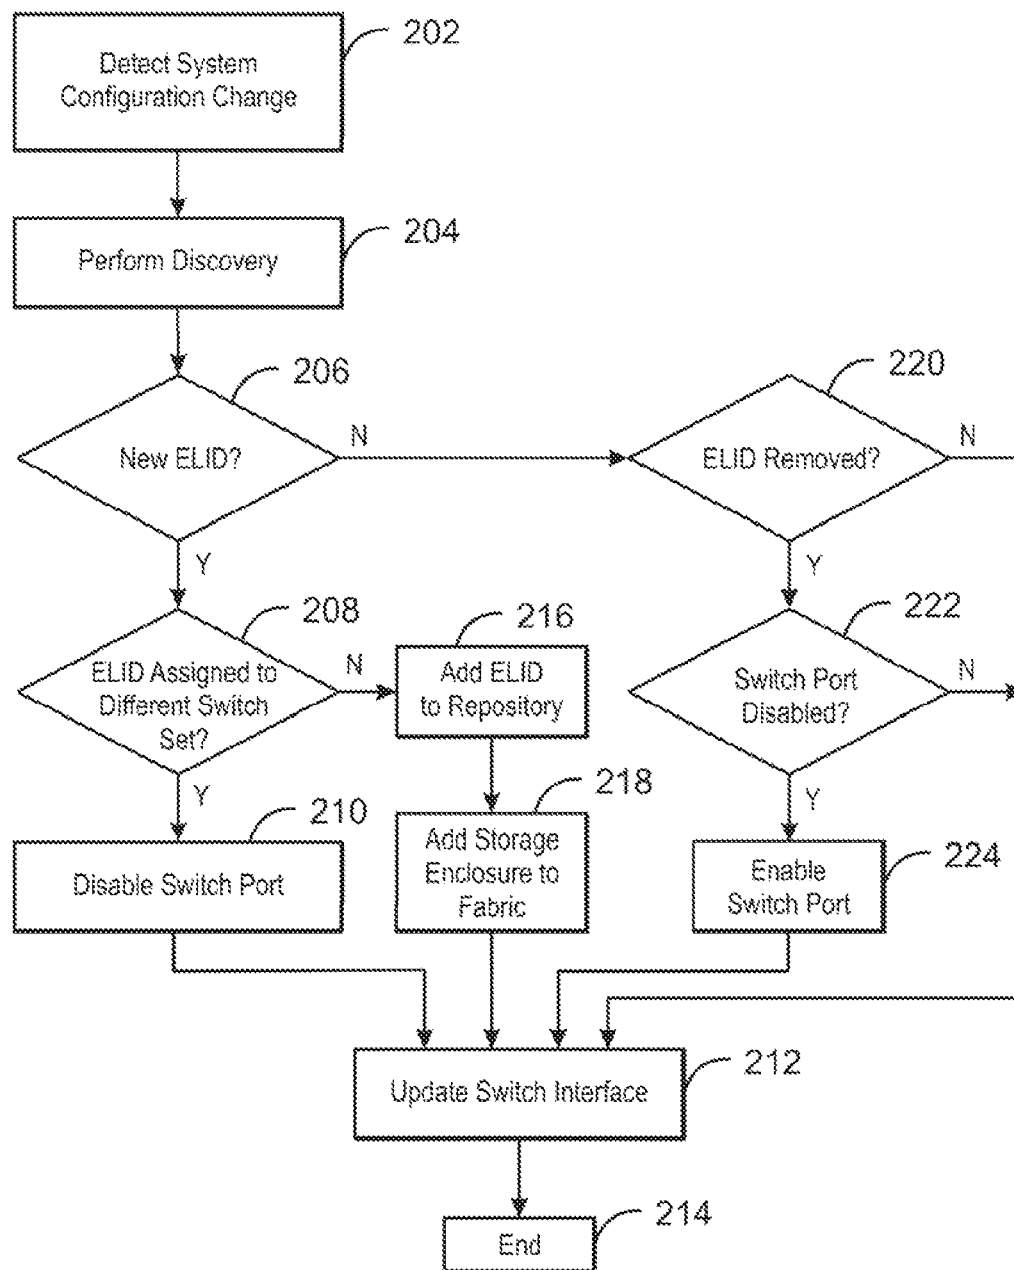 202
Detect System
Configuration Change
204
Perform Discovery
206
New ELID?
N
Y
220
ELID Removed?
N
Y
208
ELID Assigned to
Different Switch
Set?
N
Y
216
Add ELID
to Repository
222
Switch Port
Disabled?
N
Y
210
Disable Switch Port
218
Add Storage
Enclosure to
Fabric
224
Enable
Switch Port
212
Update Switch Interface
214
End